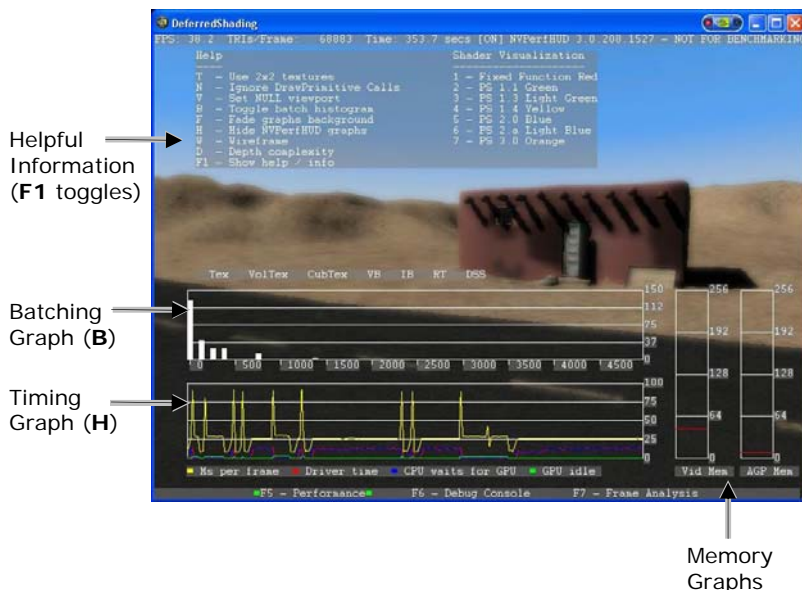 DeferredShading
FPS: 38.2 TRIs/Frame: 60083 Time: 353.7 secs [ON] NVPerfHUD 3.0.208.1527 - NOT FOR BENCHMARKING
Help
T - Use 2x2 textures
N - Ignore DrawPrimitive Calls
V - Set NULL viewport
B - Toggle batch histogram
F - Fade graphs background
H - Hide NVPerfHUD graphs
W - Wireframe
D - Depth complexity
F1 - Show help / info
Shader Visualization
1 - Fixed Function Red
2 - PS 1.1 Green
3 - PS 1.3 Light Green
4 - PS 1.4 Yellow
5 - PS 2.0 Blue
6 - PS 2.a Light Blue
7 - PS 3.0 Orange
Helpful
Information
(F1 toggles)
Tex VolTex CubTex VB IB RT DSS
Batching
Graph (B)
150
112
75
37
0
0 500 1000 1500 2000 2500 3000 3500 4000 4500
Timing
Graph (H)
100
75
50
25
0
256
192
128
64
0
256
192
128
64
0
Ms per frame Driver time CPU waits for GPU GPU idle
Vid Mem AGP Mem
F5 - Performance F6 - Debug Console F7 - Frame Analysis
Memory
Graphs